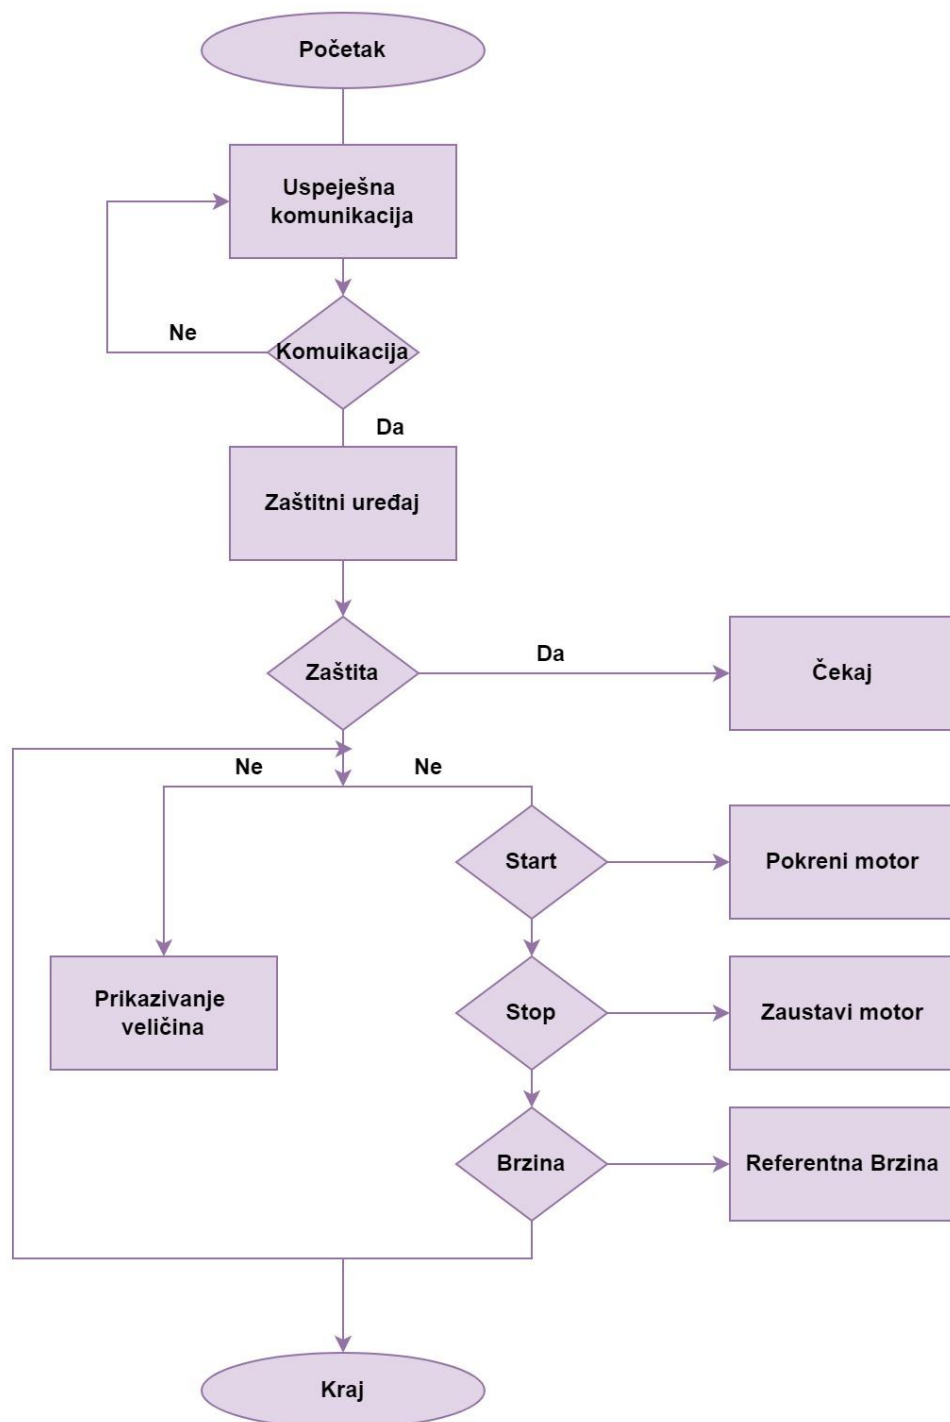 Početak
Uspeješna
komunikacija
Ne
Komuikacija
Da
Zaštitni uređaj
Zaštita
Da
Čekaj
Ne
Ne
Start
Pokreni motor
Prikazivanje
veličina
Stop
Zaustavi motor
Brzina
Referentna Brzina
Kraj